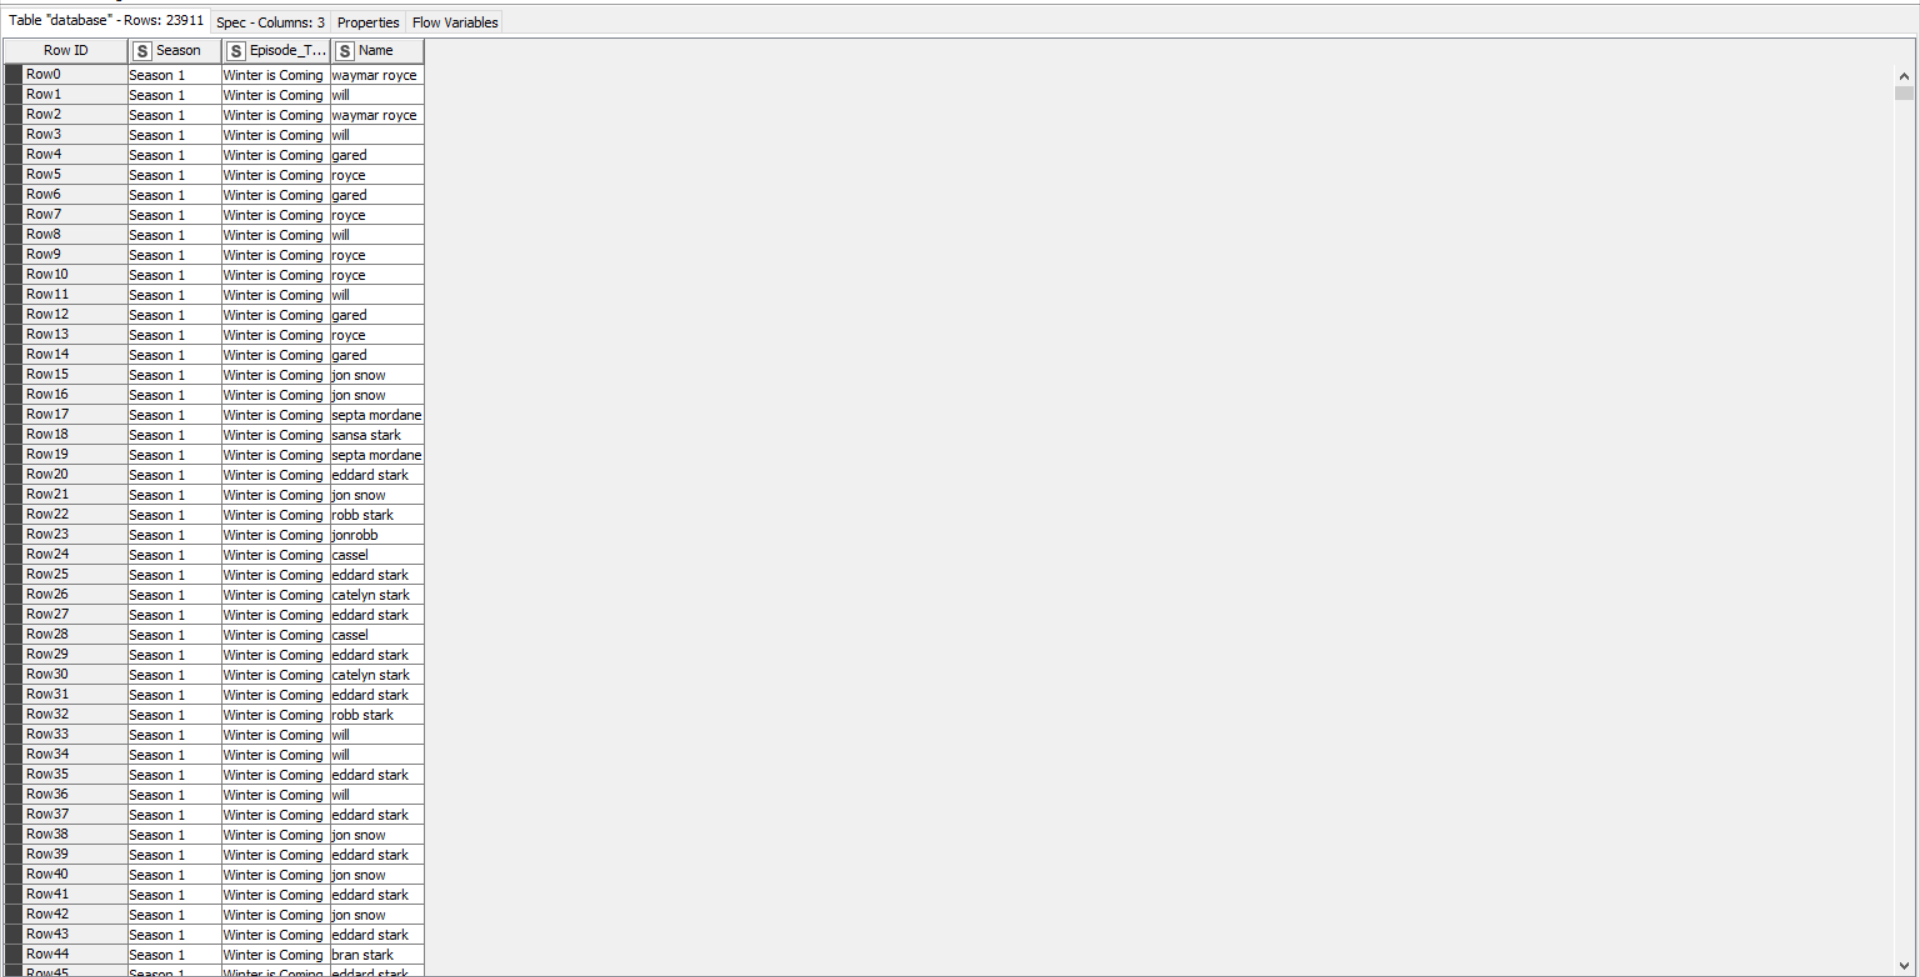 Table "database" - Rows: 23911 Spec - Columns: 3 Properties Flow Variables
Row ID S Season S Episode_T... S Name
Row0 Season 1 Winter is Coming waymar royce
Row1 Season 1 Winter is Coming will
Row2 Season 1 Winter is Coming waymar royce
Row3 Season 1 Winter is Coming will
Row4 Season 1 Winter is Coming gared
Row5 Season 1 Winter is Coming royce
Row6 Season 1 Winter is Coming gared
Row7 Season 1 Winter is Coming royce
Row8 Season 1 Winter is Coming will
Row9 Season 1 Winter is Coming royce
Row10 Season 1 Winter is Coming royce
Row11 Season 1 Winter is Coming will
Row12 Season 1 Winter is Coming gared
Row13 Season 1 Winter is Coming royce
Row14 Season 1 Winter is Coming gared
Row15 Season 1 Winter is Coming jon snow
Row16 Season 1 Winter is Coming jon snow
Row17 Season 1 Winter is Coming septa mordane
Row18 Season 1 Winter is Coming sansa stark
Row19 Season 1 Winter is Coming septa mordane
Row20 Season 1 Winter is Coming eddard stark
Row21 Season 1 Winter is Coming jon snow
Row22 Season 1 Winter is Coming robb stark
Row23 Season 1 Winter is Coming jonrobb
Row24 Season 1 Winter is Coming cassel
Row25 Season 1 Winter is Coming eddard stark
Row26 Season 1 Winter is Coming catelyn stark
Row27 Season 1 Winter is Coming eddard stark
Row28 Season 1 Winter is Coming cassel
Row29 Season 1 Winter is Coming eddard stark
Row30 Season 1 Winter is Coming catelyn stark
Row31 Season 1 Winter is Coming eddard stark
Row32 Season 1 Winter is Coming robb stark
Row33 Season 1 Winter is Coming will
Row34 Season 1 Winter is Coming will
Row35 Season 1 Winter is Coming eddard stark
Row36 Season 1 Winter is Coming will
Row37 Season 1 Winter is Coming eddard stark
Row38 Season 1 Winter is Coming jon snow
Row39 Season 1 Winter is Coming eddard stark
Row40 Season 1 Winter is Coming jon snow
Row41 Season 1 Winter is Coming eddard stark
Row42 Season 1 Winter is Coming jon snow
Row43 Season 1 Winter is Coming eddard stark
Row44 Season 1 Winter is Coming bran stark
Row45 Season 1 Winter is Coming eddard stark